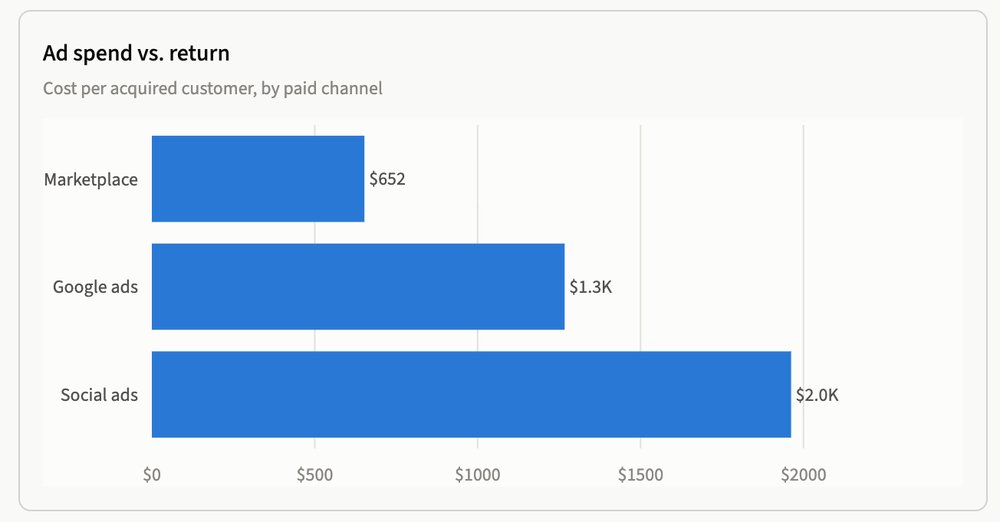 Ad spend vs. return
Cost per acquired customer, by paid channel
Marketplace $652
Google ads $1.3K
Social ads $2.0K
$0 $500 $1000 $1500 $2000